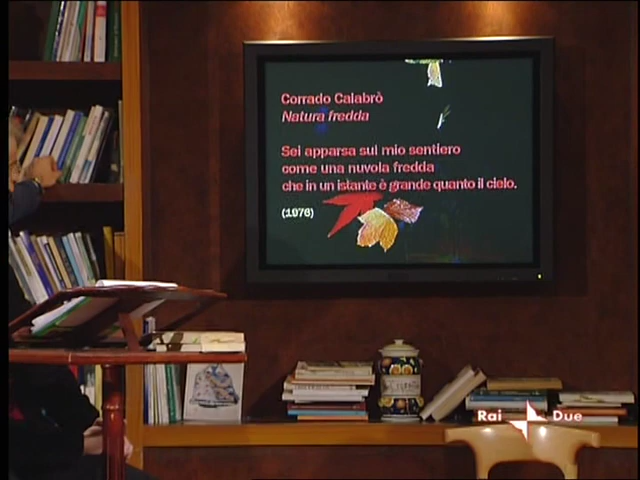 Corrado Calabrò
Natura fredda
Sei apparsa sul mio sentiero
come una nuvola fredda
che in un istante è grande quanto il cielo.
(1976)
Rai Due